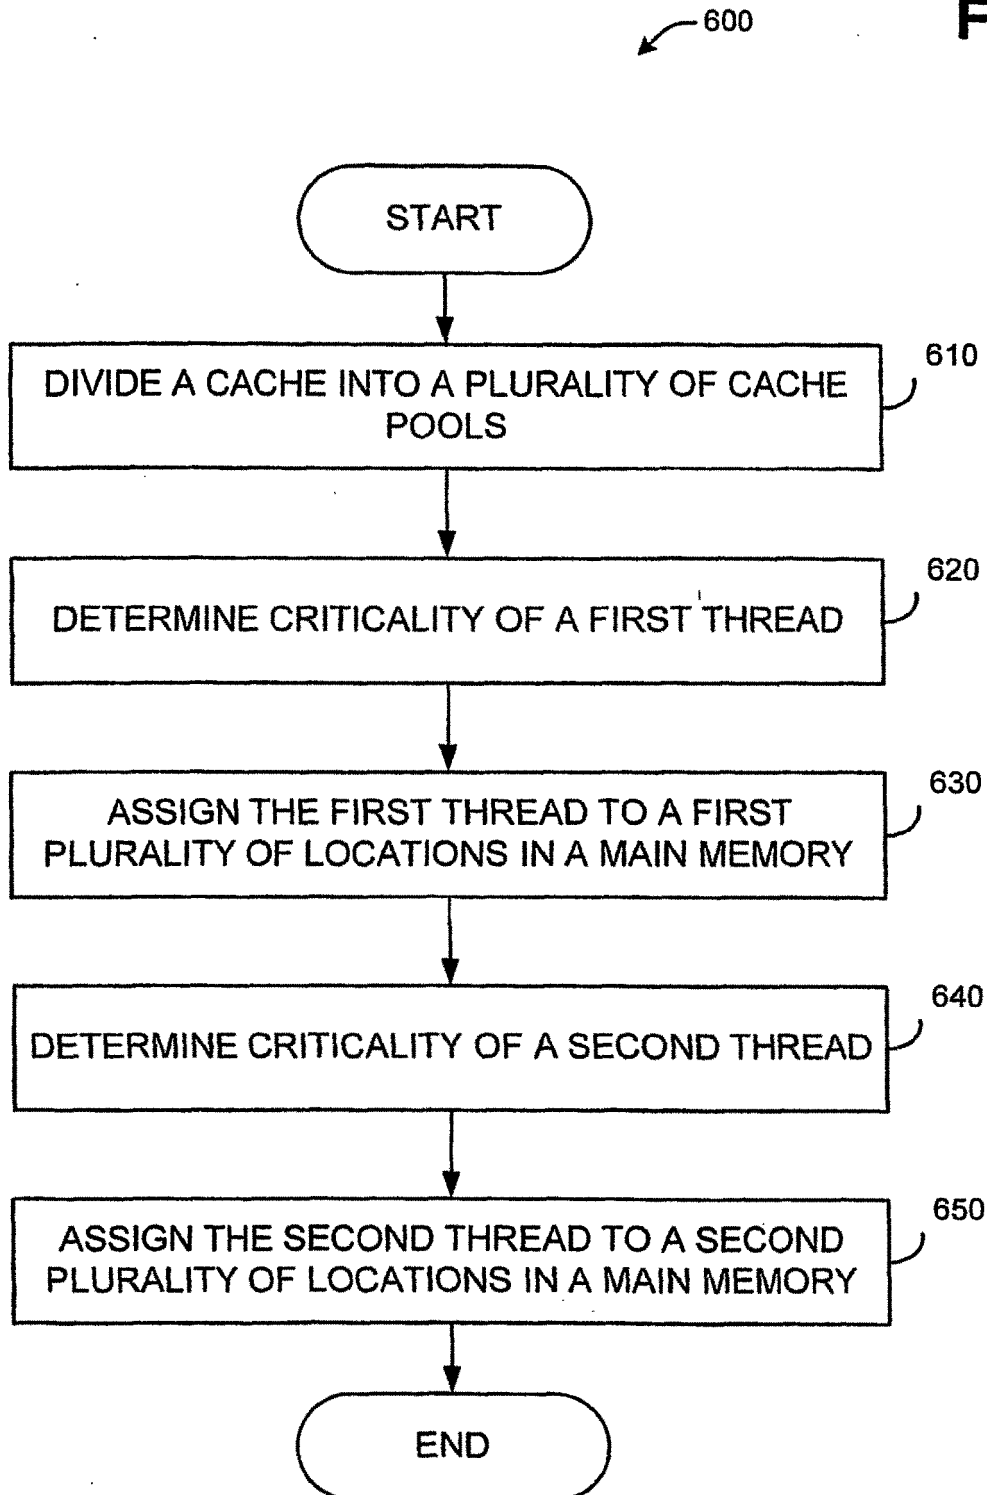 600
START
610
DIVIDE A CACHE INTO A PLURALITY OF CACHE
POOLS
620
DETERMINE CRITICALITY OF A FIRST THREAD
630
ASSIGN THE FIRST THREAD TO A FIRST
PLURALITY OF LOCATIONS IN A MAIN MEMORY
640
DETERMINE CRITICALITY OF A SECOND THREAD
650
ASSIGN THE SECOND THREAD TO A SECOND
PLURALITY OF LOCATIONS IN A MAIN MEMORY
END